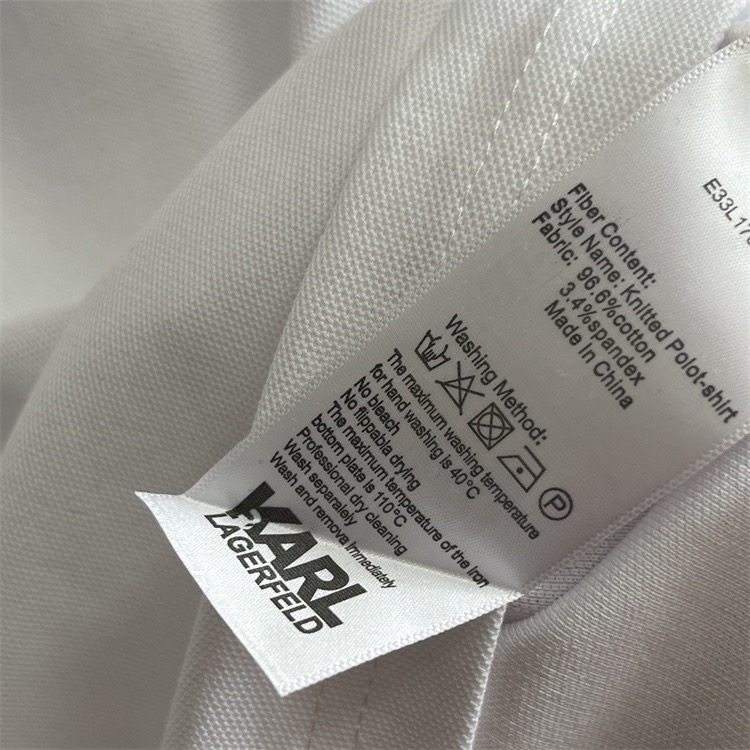 E33L17
Fiber Content:
Style Name: Knitted Polot-shirt
Fabric: 96.6%cotton
3.4%spandex
Made In China
Washing Method:
P
The maximum washing temperature
for hand washing is 40°C
No bleach
No flippabla drying
The maximum temperature of the iron
bottom plate is 110°C
Professional dry cleaning
Wash separately
Wash and remova Immediately
KARL
LAGERFELD